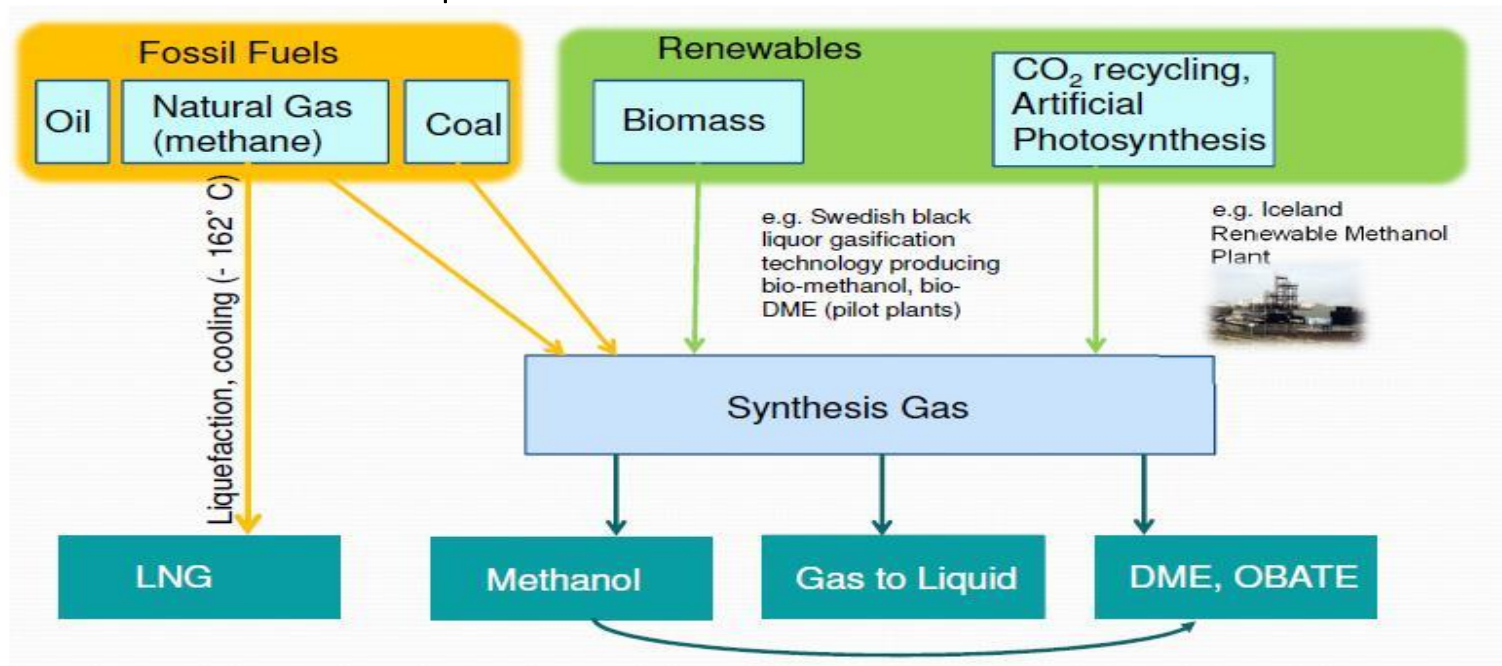 Fossil Fuels
Oil
Natural Gas
(methane)
Coal
Renewables
Biomass
CO₂ recycling,
Artificial
Photosynthesis
Liquefaction, cooling (- 162° C)
e.g. Swedish black
liquor gasification
technology producing
bio-methanol, bio-
DME (pilot plants)
e.g. Iceland
Renewable Methanol
Plant
Synthesis Gas
LNG
Methanol
Gas to Liquid
DME, OBATE